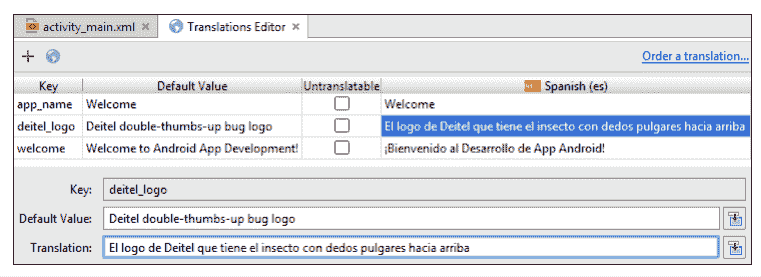 activity_main.xml Translations Editor
Order a translation...
Key Default Value Untranslatable Spanish (es)
app_name Welcome Welcome
deitel_logo Deitel double-thumbs-up bug logo El logo de Deitel que tiene el insecto con dedos pulgares hacia arriba
welcome Welcome to Android App Development! ¡Bienvenido al Desarrollo de App Android!
Key: deitel_logo
Default Value: Deitel double-thumbs-up bug logo
Translation: El logo de Deitel que tiene el insecto con dedos pulgares hacia arriba